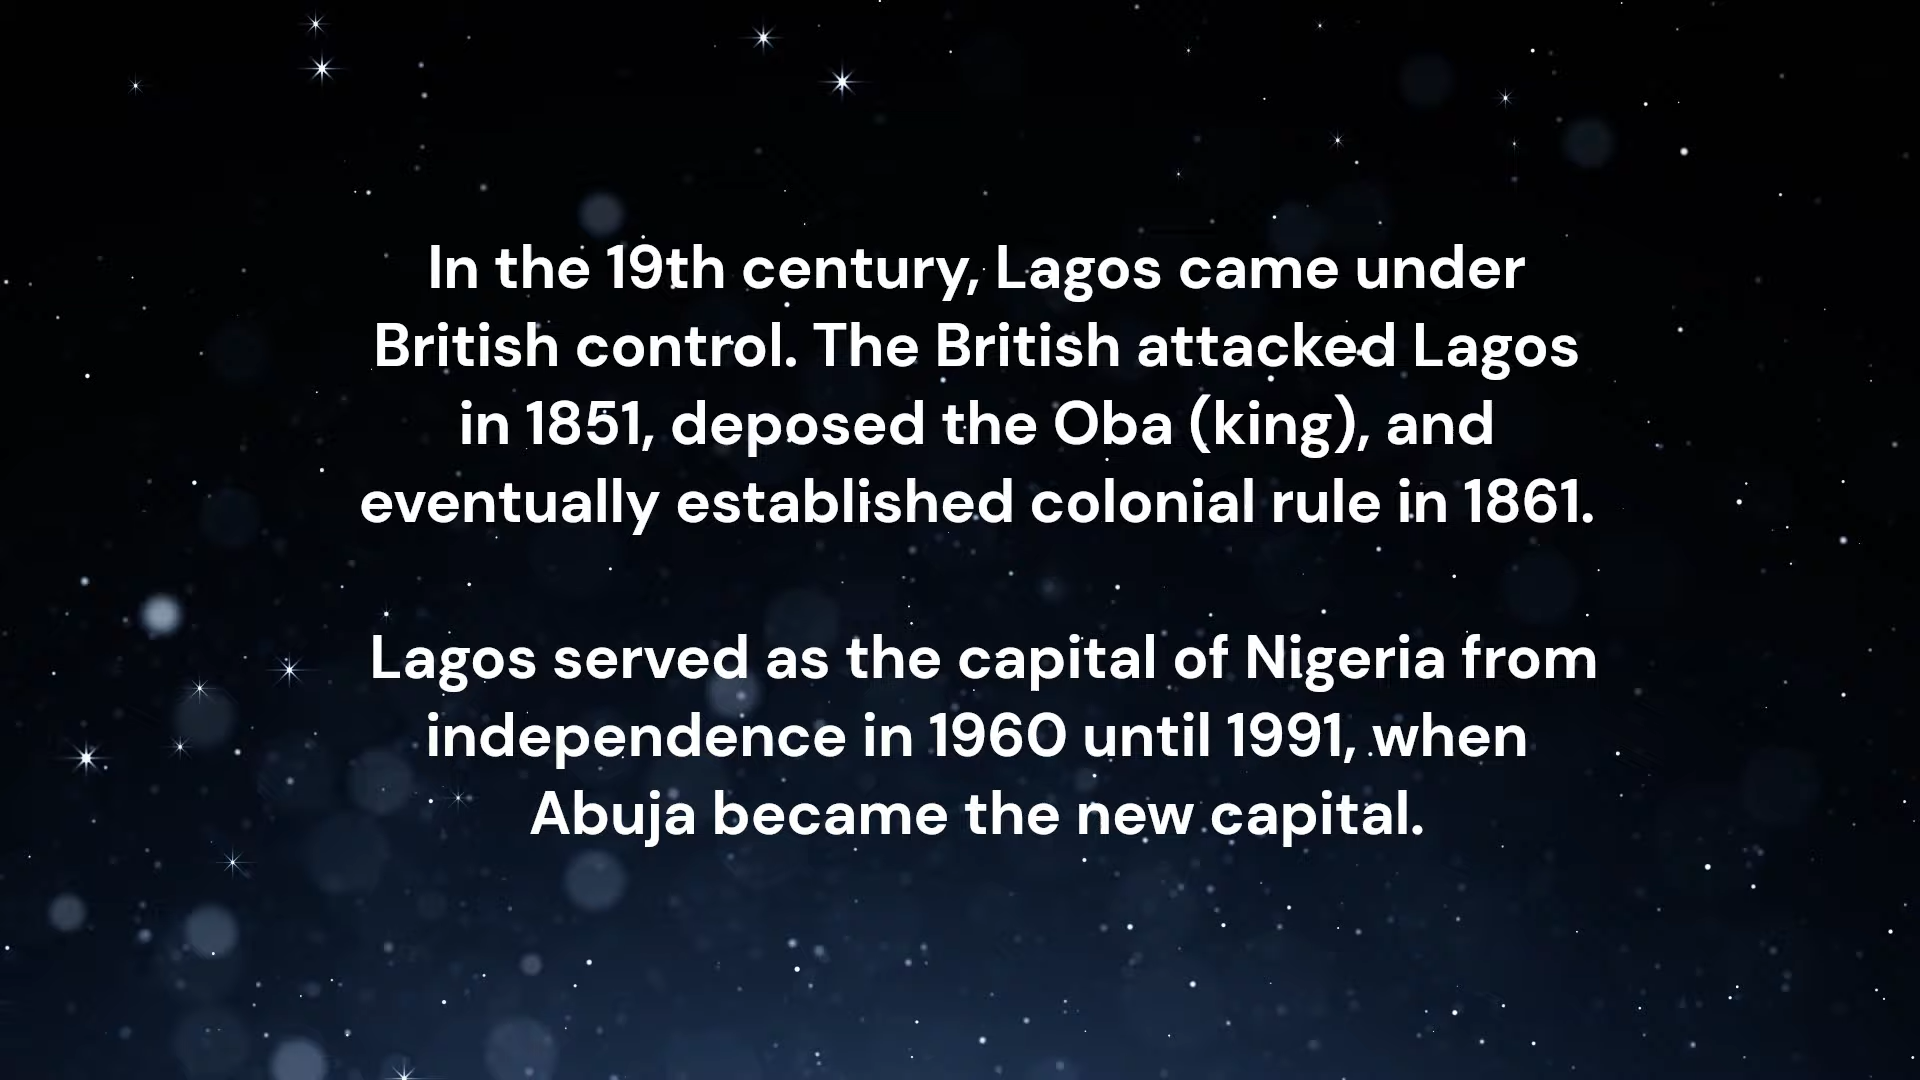 In the 19th century, Lagos came under
British control. The British attacked Lagos
in 1851, deposed the Oba (king), and
eventually established colonial rule in 1861.
Lagos served as the capital of Nigeria from
independence in 1960 until 1991, when
Abuja became the new capital.